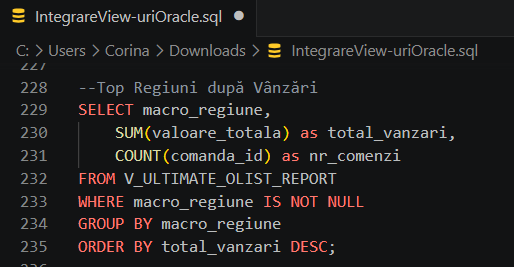 IntegrareView-uriOracle.sql
C: > Users > Corina > Downloads > IntegrareView-uriOracle.sql
227
228 --Top Regiuni după Vânzări
229 SELECT macro_regiune,
230 SUM(valoare_totala) as total_vanzari,
231 COUNT(comanda_id) as nr_comenzi
232 FROM V_ULTIMATE_OLIST_REPORT
233 WHERE macro_regiune IS NOT NULL
234 GROUP BY macro_regiune
235 ORDER BY total_vanzari DESC;